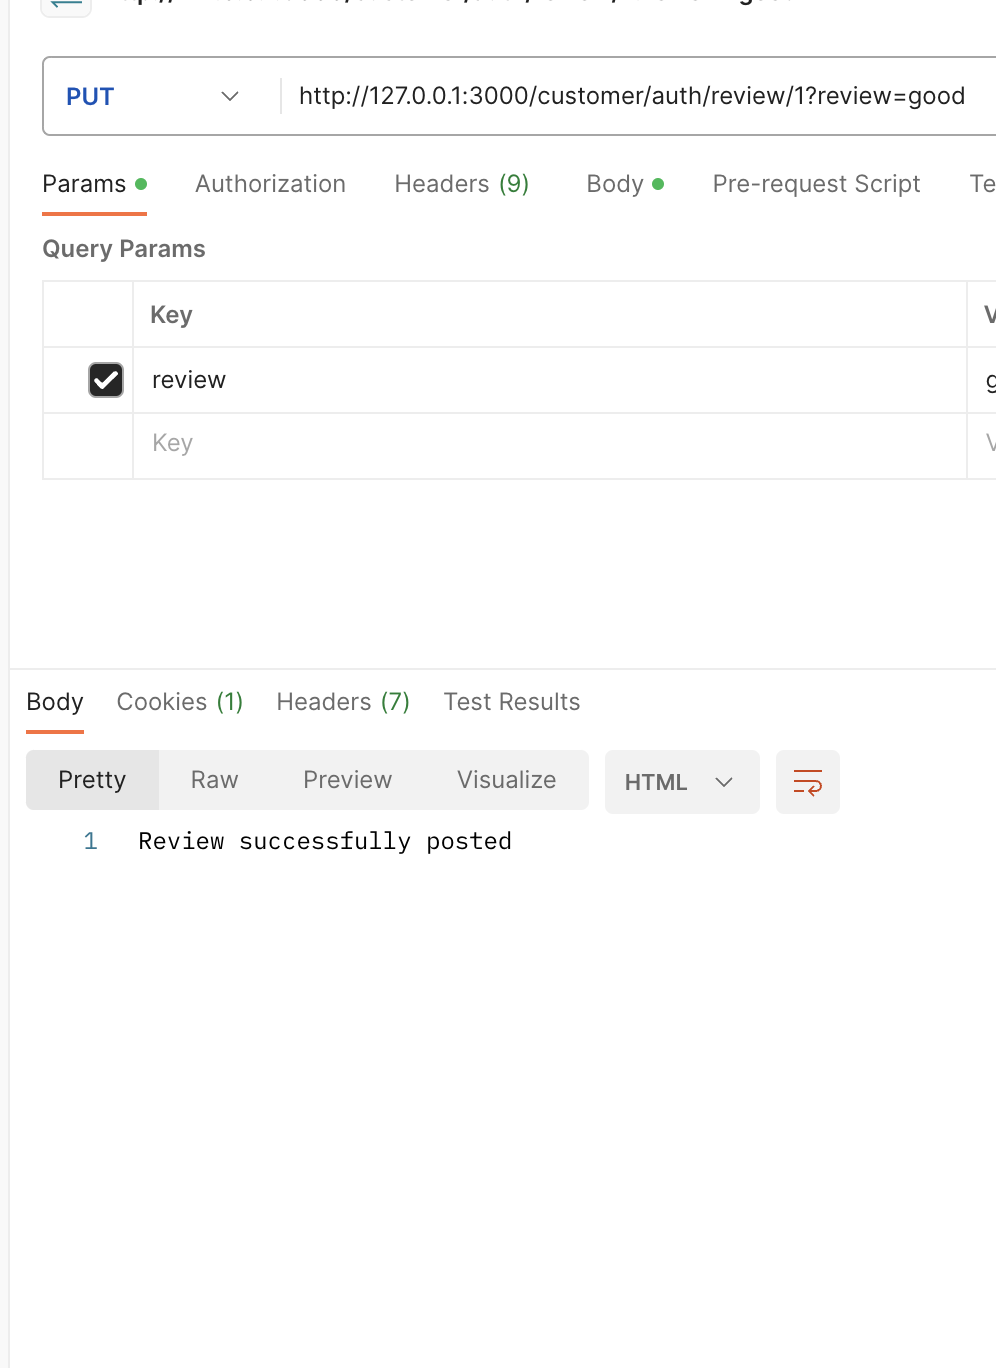 PUT http://127.0.0.1:3000/customer/auth/review/1?review=good
Params Authorization Headers (9) Body Pre-request Script Te
Query Params
Key V
review g
Key V
Body Cookies (1) Headers (7) Test Results
Pretty Raw Preview Visualize HTML
1 Review successfully posted